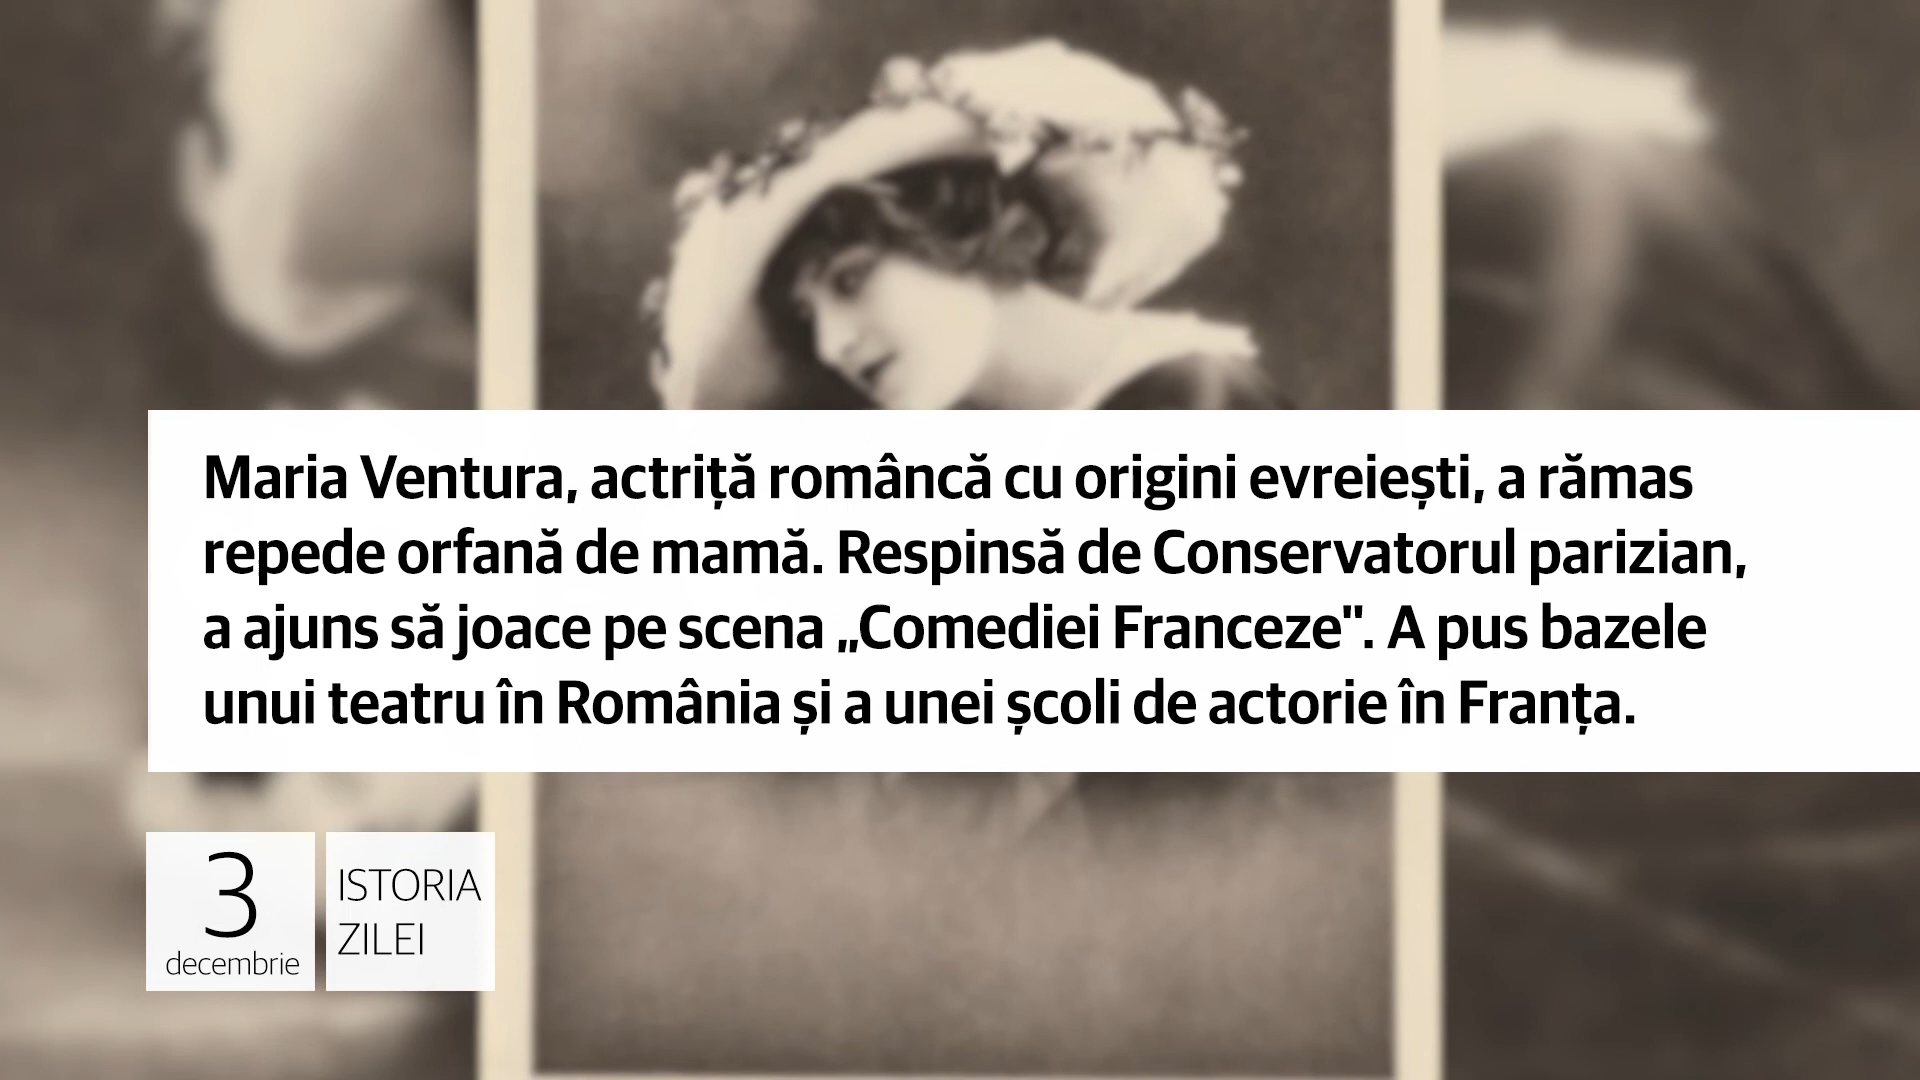 Maria Ventura, actriță româncă cu origini evreiești, a rămas
repede orfană de mamă. Respinsă de Conservatorul parizian,
a ajuns să joace pe scena „Comediei Franceze". A pus bazele
unui teatru în România și a unei școli de actorie în Franța.
3
decembrie
ISTORIA
ZILEI